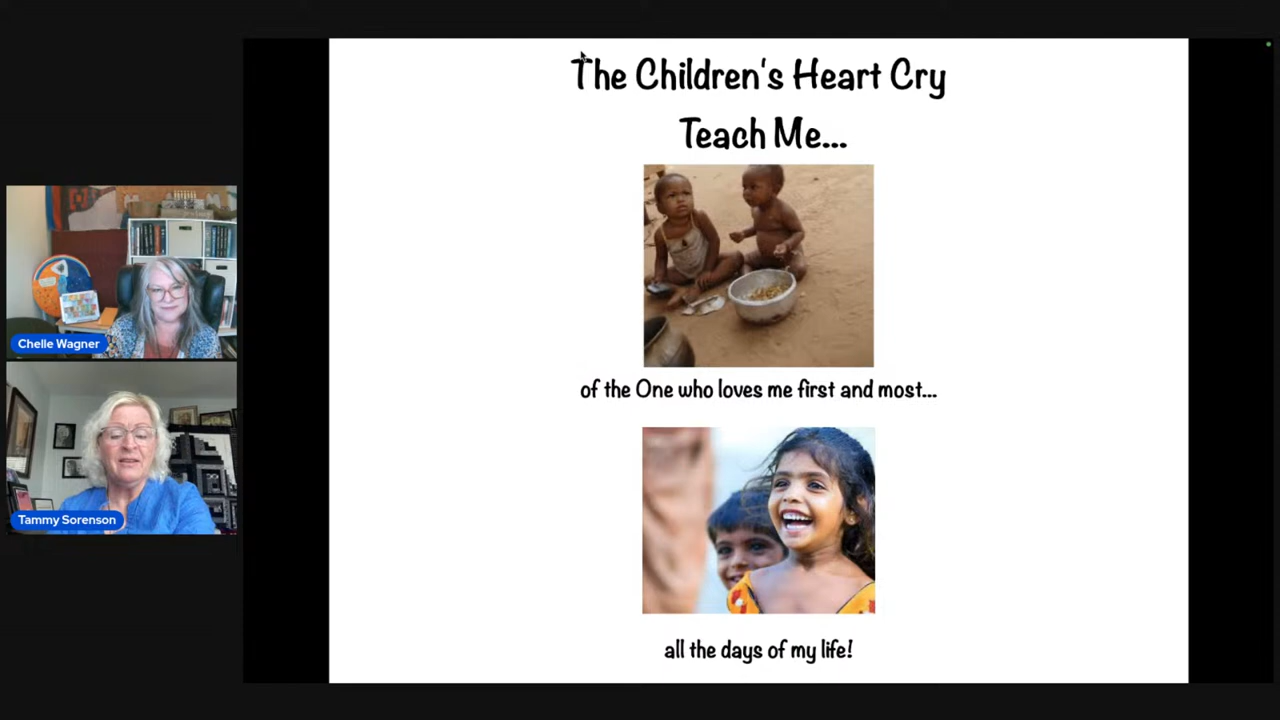 The Children's Heart Cry
Teach Me...
of the One who loves me first and most...
all the days of my life!
Chelle Wagner
Tammy Sorenson